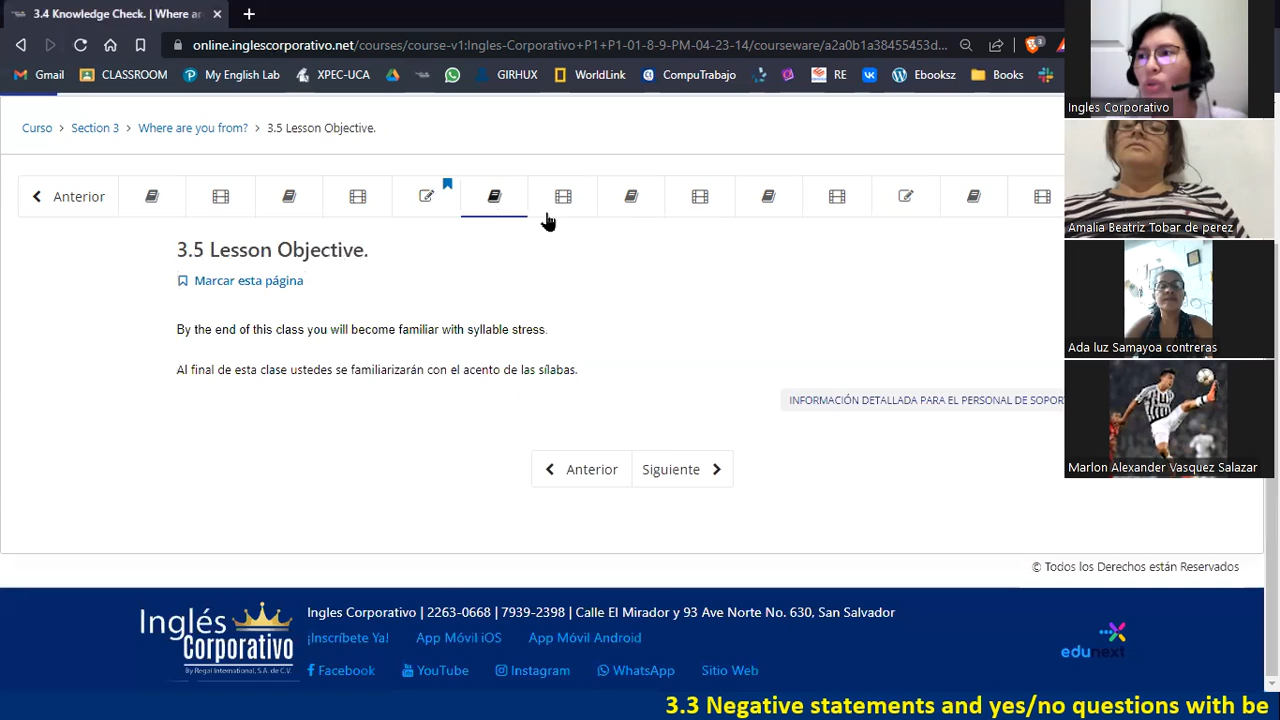 3.4 Knowledge Check. | Where are
online.inglescorporativo.net/courses/course-v1:Ingles-Corporativo+P1+P1-01-8-9-PM-04-23-14/courseware/a2a0b1a384f5453d...
3
Gmail CLASSROOM My English Lab XPEC-UCA GIRHUX WorldLink CompuTrabajo RE Ebooksz Books
Curso > Section 3 > Where are you from? > 3.5 Lesson Objective.
Anterior
3.5 Lesson Objective.
Marcar esta página
By the end of this class you will become familiar with syllable stress.
Al final de esta clase ustedes se familiarizarán con el acento de las sílabas.
INFORMACIÓN DETALLADA PARA EL PERSONAL DE SOPOR
Anterior Siguiente
© Todos los Derechos están Reservados
Inglés Corporativo
By Regal International, S.A. de C.V.
Ingles Corporativo | 2263-0668 | 7939-2398 | Calle El Mirador y 93 Ave Norte No. 630, San Salvador
¡Inscríbete Ya! App Móvil iOS App Móvil Android
Facebook YouTube Instagram WhatsApp Sitio Web
edunext
3.3 Negative statements and yes/no questions with be
Ingles Corporativo
Amalia Beatriz Tobar de perez
Ada luz Samayoa contreras
Marlon Alexander Vasquez Salazar